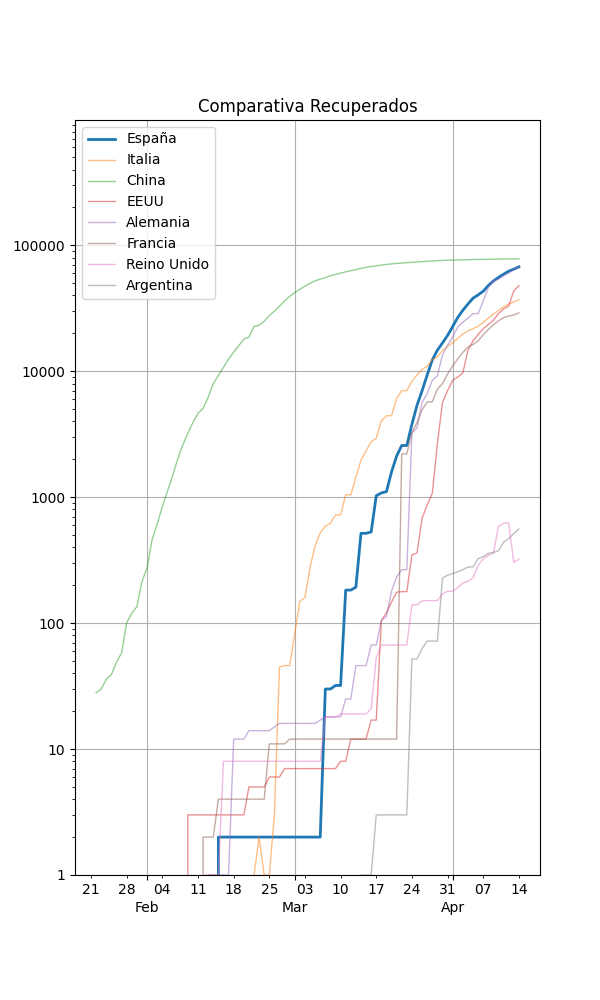 Comparativa Recuperados
España
Italia
China
EEUU
Alemania
Francia
Reino Unido
Argentina
100000
10000
1000
100
10
1
21 28 04 11 18 25 03 10 17 24 31 07 14
Feb Mar Apr